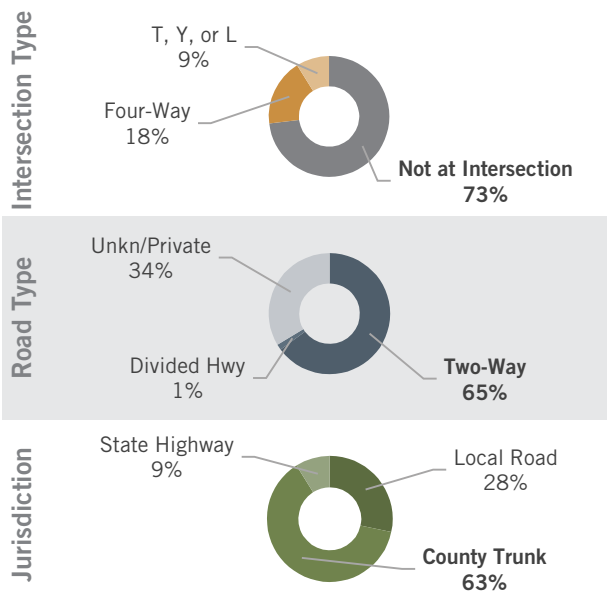 Intersection Type
T, Y, or L
9%
Four-Way
18%
Not at Intersection
73%
Road Type
Unkn/Private
34%
Divided Hwy
1%
Two-Way
65%
Jurisdiction
State Highway
9%
Local Road
28%
County Trunk
63%